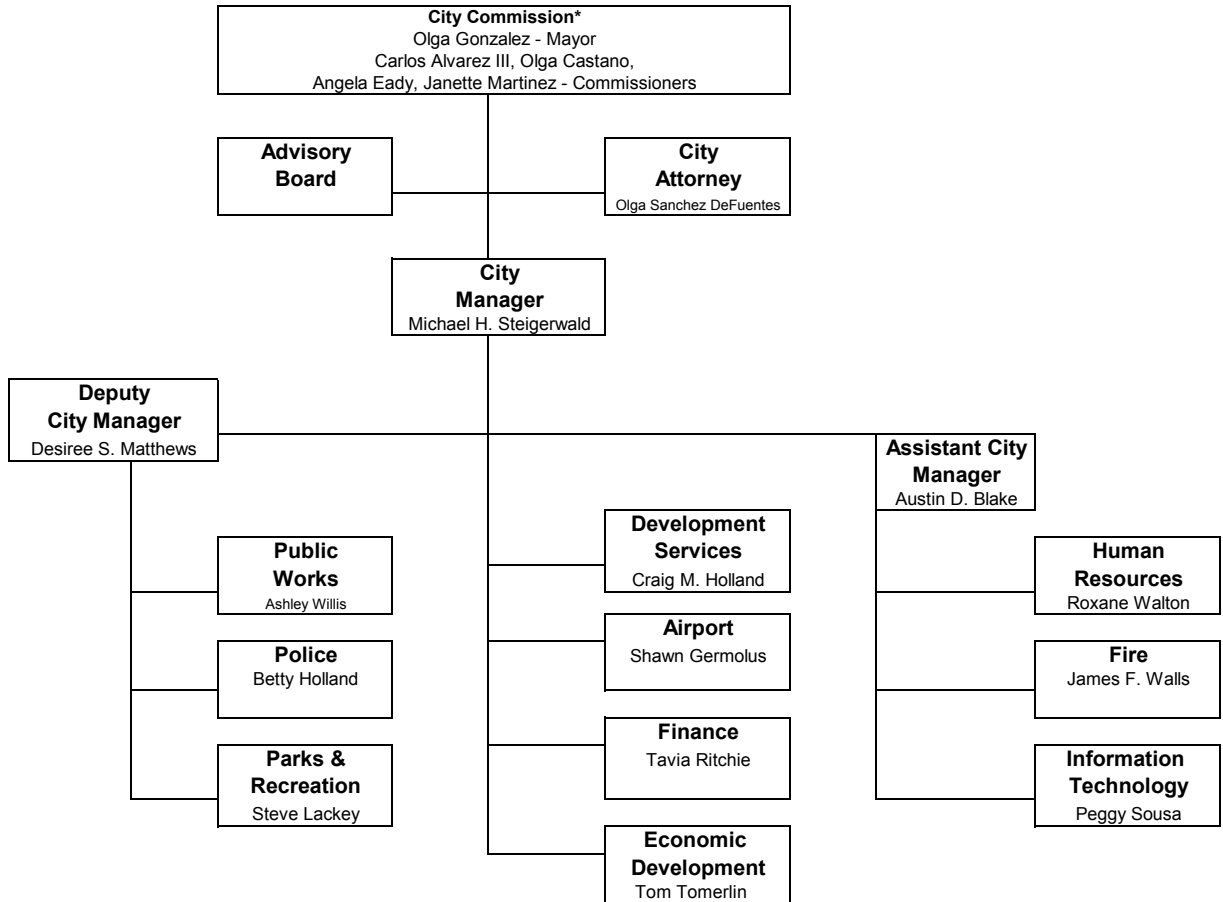 City Commission*
Olga Gonzalez - Mayor
Carlos Alvarez III, Olga Castano,
Angela Eady, Janette Martinez - Commissioners
Advisory
Board
City
Attorney
Olga Sanchez DeFuentes
City
Manager
Michael H. Steigerwald
Deputy
City Manager
Desiree S. Matthews
Assistant City
Manager
Austin D. Blake
Public
Works
Ashley Willis
Police
Betty Holland
Parks &
Recreation
Steve Lackey
Development
Services
Craig M. Holland
Airport
Shawn Germolus
Finance
Tavia Ritchie
Economic
Development
Tom Tomerlin
Human
Resources
Roxane Walton
Fire
James F. Walls
Information
Technology
Peggy Sousa